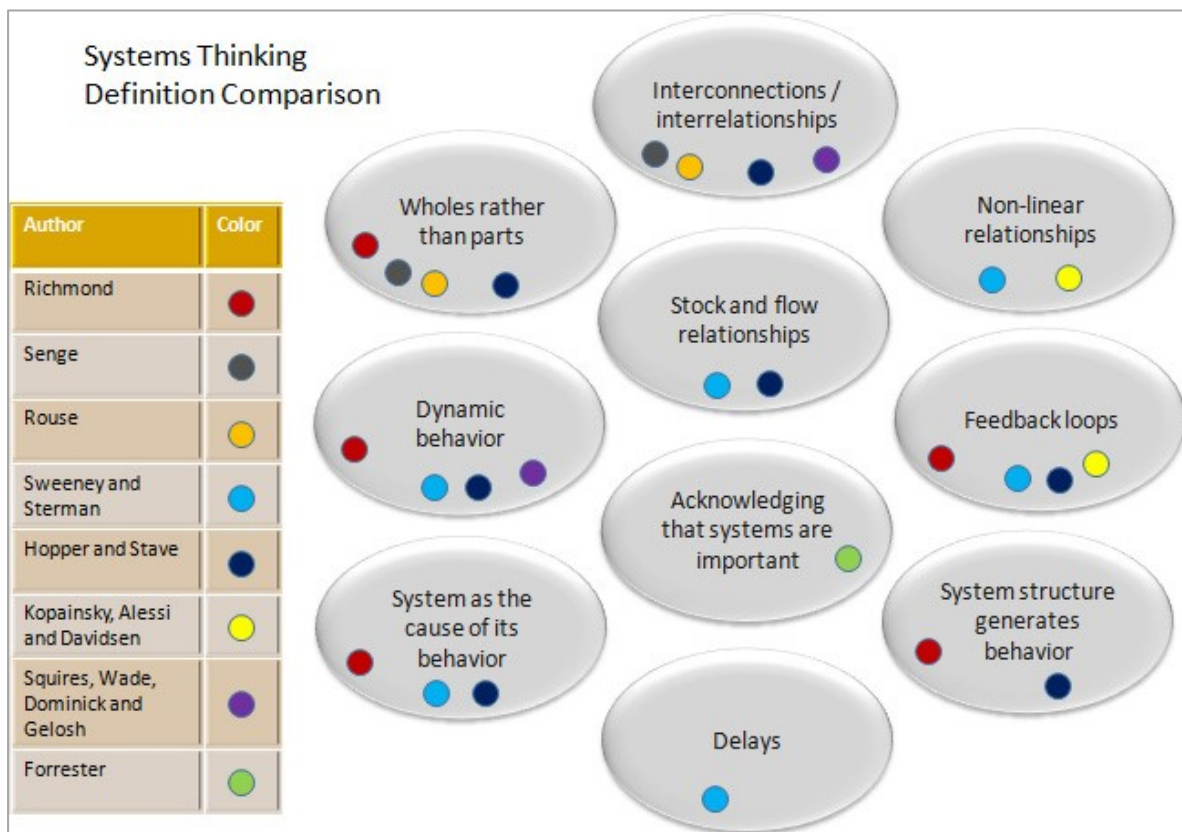 Systems Thinking
Definition Comparison
Author Color
Richmond
Senge
Rouse
Sweeney and
Sterman
Hopper and Stave
Kopainsky, Alessi
and Davidsen
Squires, Wade,
Dominick and
Gelosh
Forrester
Interconnections /
interrelationships
Wholes rather
than parts
Non-linear
relationships
Stock and flow
relationships
Dynamic
behavior
Feedback loops
Acknowledging
that systems are
important
System as the
cause of its
behavior
System structure
generates
behavior
Delays